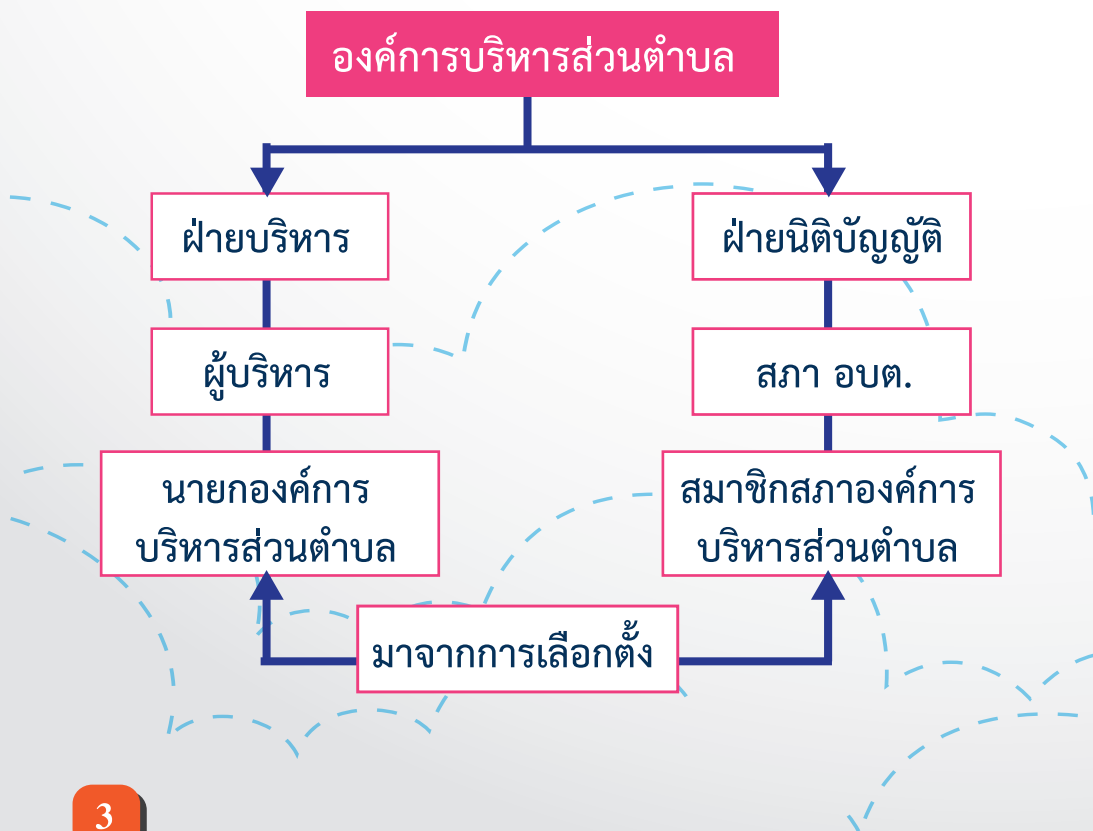 องค์การบริหารส่วนตำบล
ฝ่ายบริหาร
ฝ่ายนิติบัญญัติ
ผู้บริหาร
สภา อบต.
นายกองค์การ
บริหารส่วนตำบล
สมาชิกสภาองค์การ
บริหารส่วนตำบล
มาจากการเลือกตั้ง
3